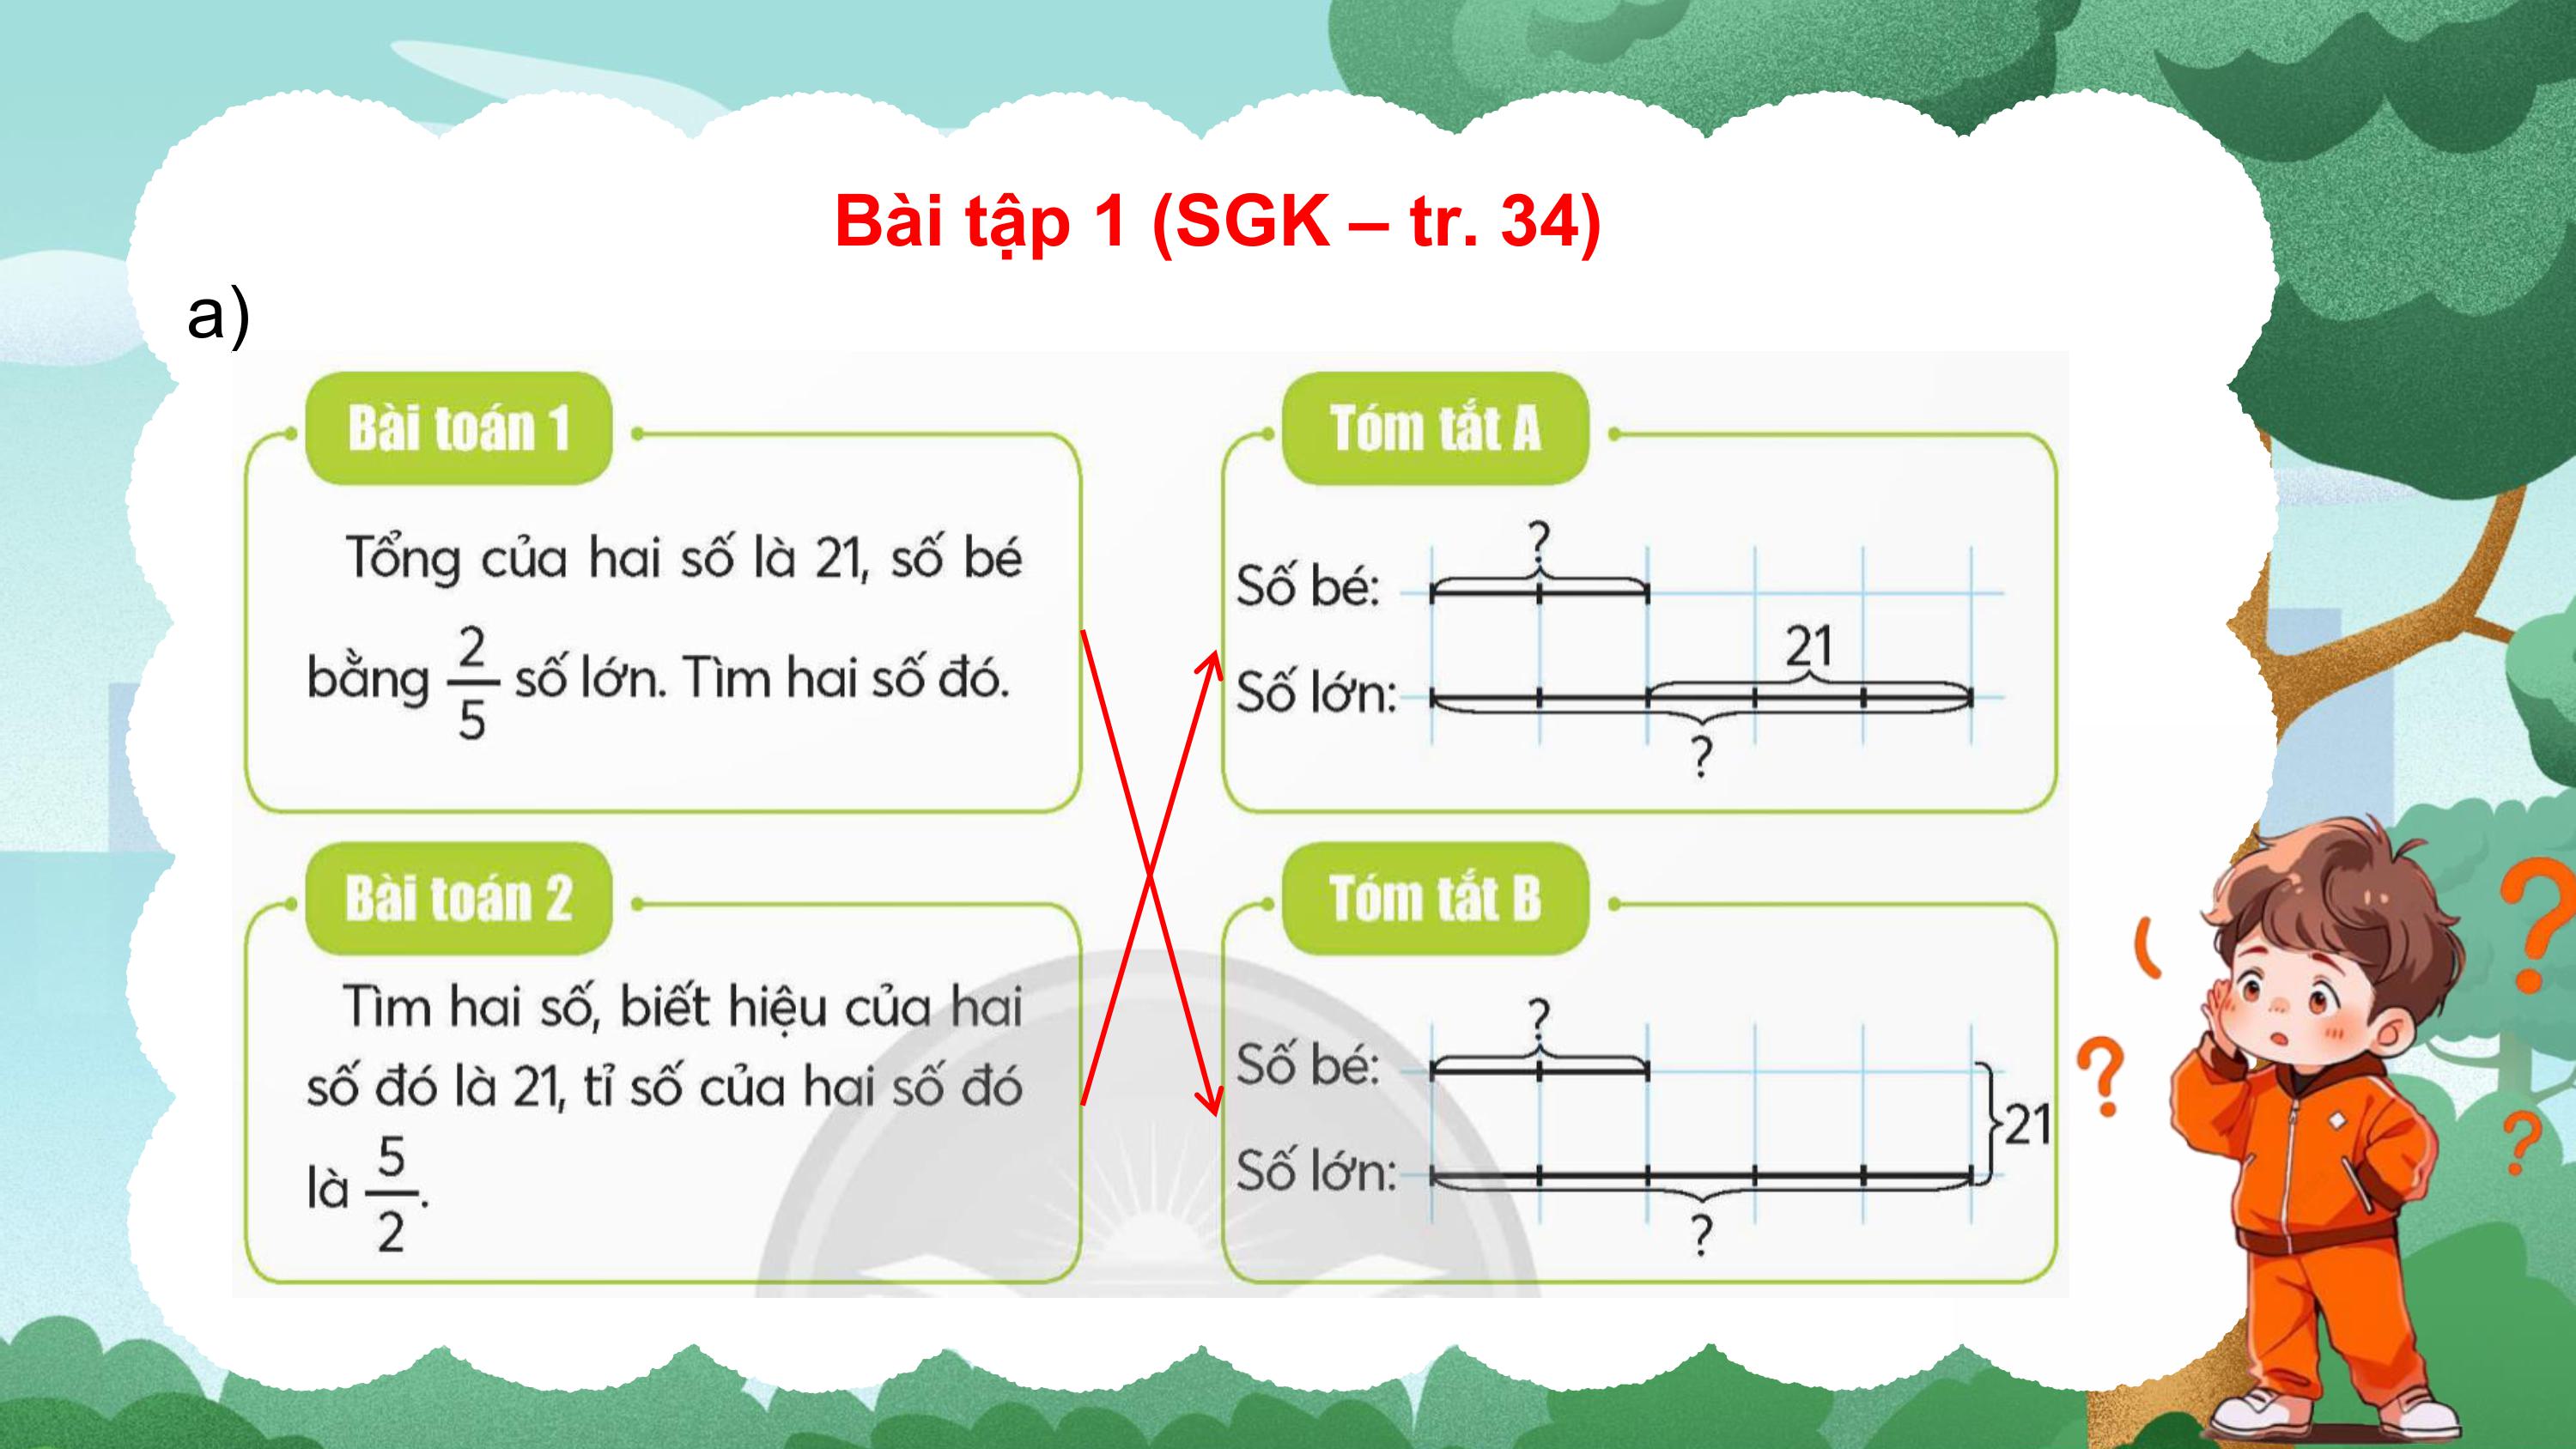 Bài tập 1 (SGK – tr. 34)
a)
Bài toán 1
Tổng của hai số là 21, số bé
bằng 2/5 số lớn. Tìm hai số đó.
Tóm tắt A
?
Số bé:
21
Số lớn:
?
Bài toán 2
Tìm hai số, biết hiệu của hai
số đó là 21, tỉ số của hai số đó
là 5/2.
Tóm tắt B
?
Số bé:
21
Số lớn:
?
?
?
?